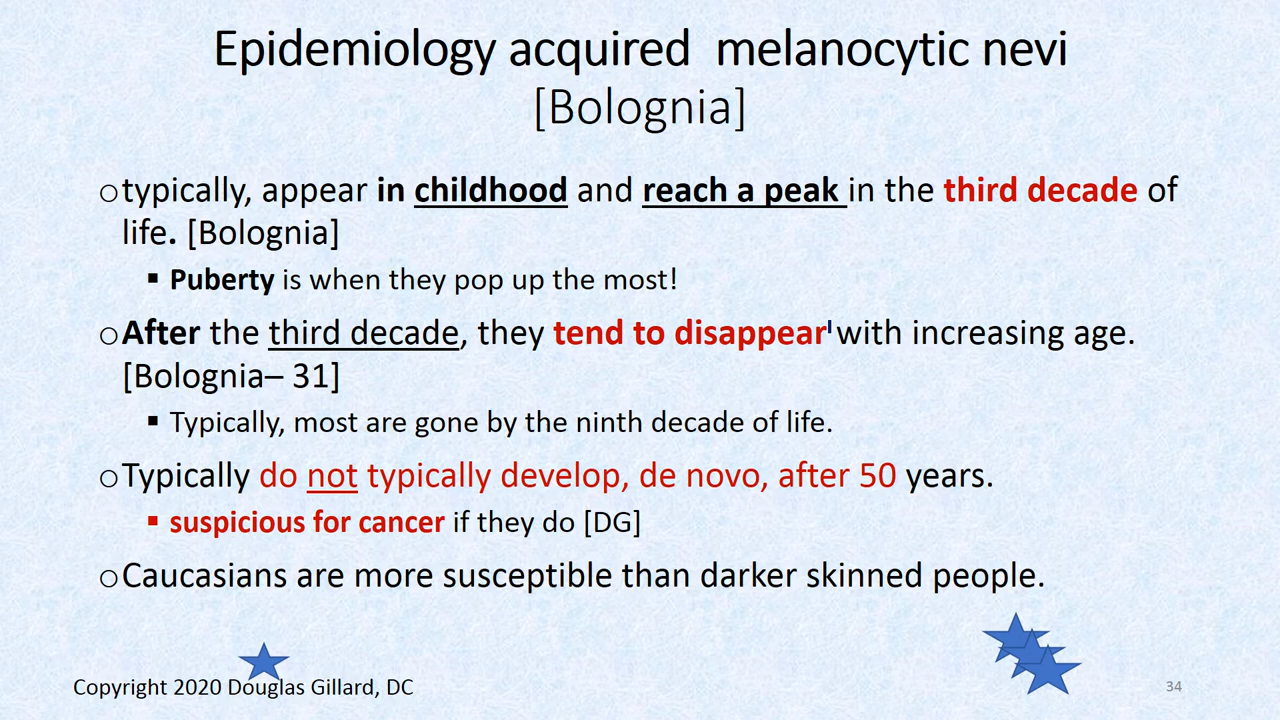 Epidemiology acquired  melanocytic nevi
[Bolognia]
○typically, appear in childhood and reach a peak in the third decade of
life. [Bolognia]
▪ Puberty is when they pop up the most!
○After the third decade, they tend to disappear with increasing age.
[Bolognia– 31]
▪ Typically, most are gone by the ninth decade of life.
○Typically do not typically develop, de novo, after 50 years.
▪ suspicious for cancer if they do [DG]
○Caucasians are more susceptible than darker skinned people.
Copyright 2020 Douglas Gillard, DC
34